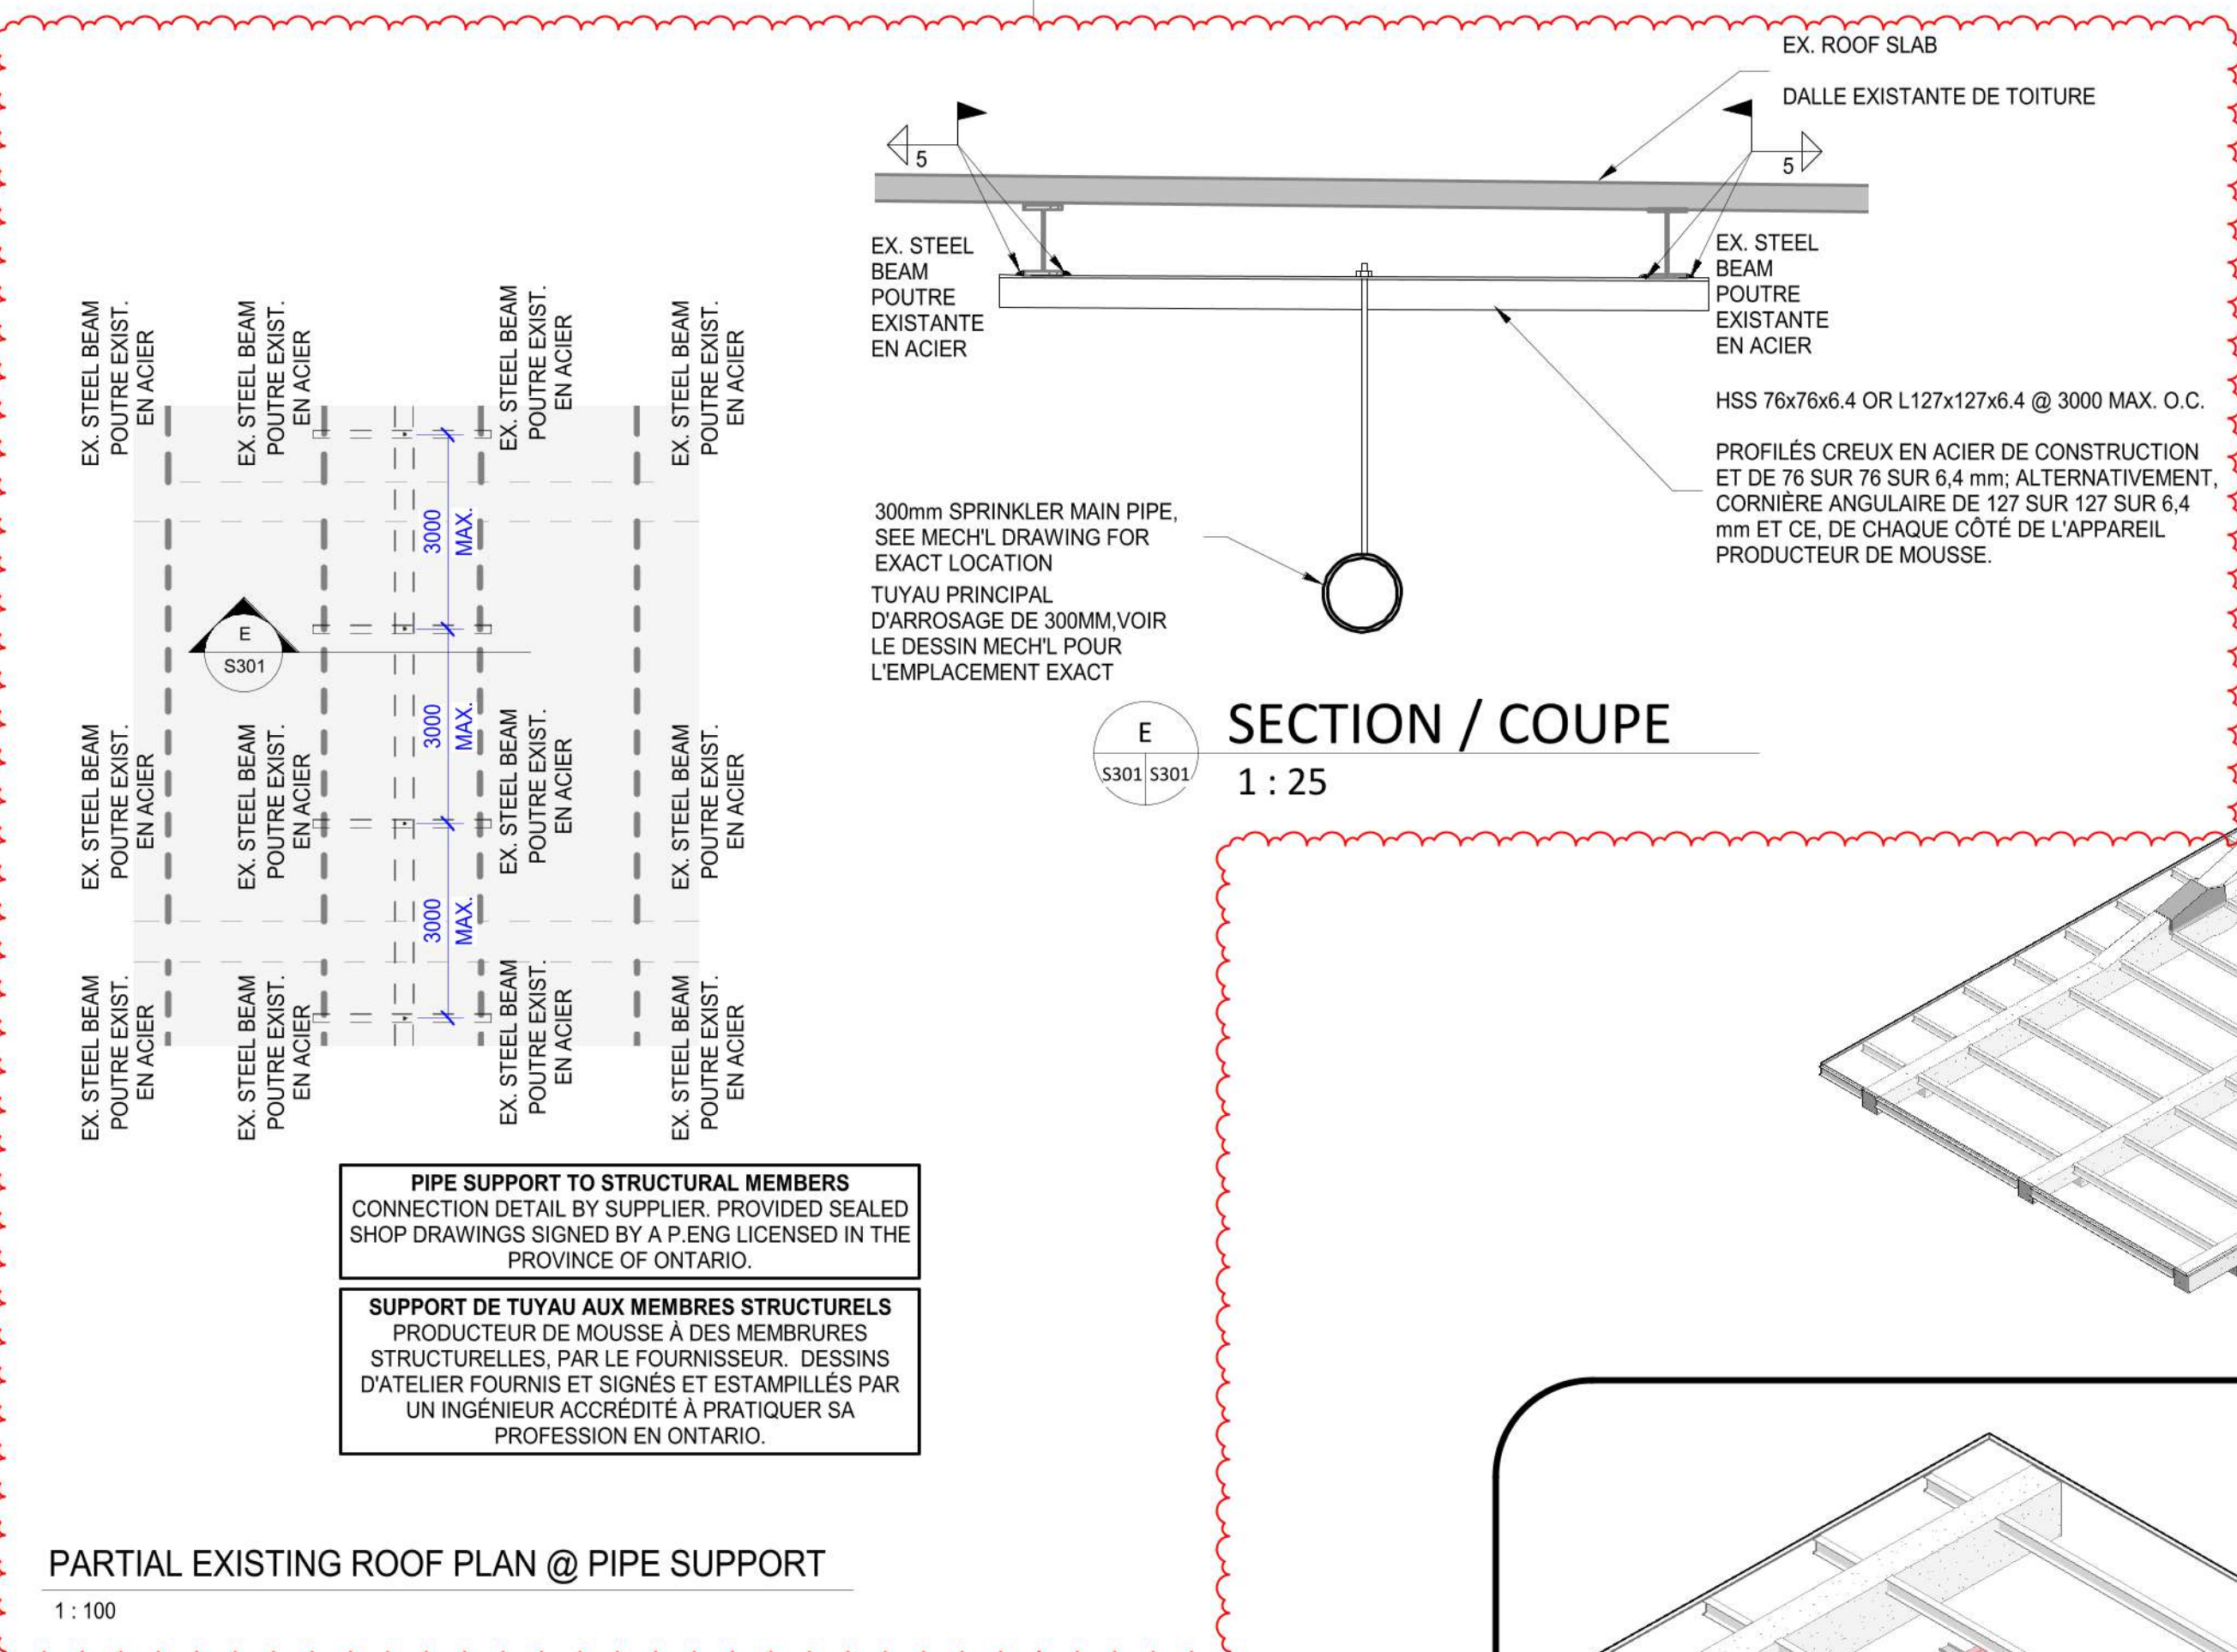 EX. ROOF SLAB
DALLE EXISTANTE DE TOITURE
5
5
EX. STEEL
BEAM
POUTRE
EXISTANTE
EN ACIER
EX. STEEL
BEAM
POUTRE
EXISTANTE
EN ACIER
HSS 76x76x6.4 OR L127x127x6.4 @ 3000 MAX. O.C.
PROFILÉS CREUX EN ACIER DE CONSTRUCTION
ET DE 76 SUR 76 SUR 6,4 mm; ALTERNATIVEMENT,
CORNIÈRE ANGULAIRE DE 127 SUR 127 SUR 6,4
mm ET CE, DE CHAQUE CÔTÉ DE L'APPAREIL
PRODUCTEUR DE MOUSSE.
300mm SPRINKLER MAIN PIPE,
SEE MECH'L DRAWING FOR
EXACT LOCATION
TUYAU PRINCIPAL
D'ARROSAGE DE 300MM,VOIR
LE DESSIN MECH'L POUR
L'EMPLACEMENT EXACT
E
S301 S301
SECTION / COUPE
1 : 25
EX. STEEL BEAM
POUTRE EXIST.
EN ACIER
EX. STEEL BEAM
POUTRE EXIST.
EN ACIER
EX. STEEL BEAM
POUTRE EXIST.
EN ACIER
EX. STEEL BEAM
POUTRE EXIST.
EN ACIER
3000
MAX.
E
S301
3000
MAX.
EX. STEEL BEAM
POUTRE EXIST.
EN ACIER
EX. STEEL BEAM
POUTRE EXIST.
EN ACIER
EX. STEEL BEAM
POUTRE EXIST.
EN ACIER
EX. STEEL BEAM
POUTRE EXIST.
EN ACIER
3000
MAX.
EX. STEEL BEAM
POUTRE EXIST.
EN ACIER
EX. STEEL BEAM
POUTRE EXIST.
EN ACIER
EX. STEEL BEAM
POUTRE EXIST.
EN ACIER
EX. STEEL BEAM
POUTRE EXIST.
EN ACIER
PIPE SUPPORT TO STRUCTURAL MEMBERS
CONNECTION DETAIL BY SUPPLIER. PROVIDED SEALED
SHOP DRAWINGS SIGNED BY A P.ENG LICENSED IN THE
PROVINCE OF ONTARIO.
SUPPORT DE TUYAU AUX MEMBRES STRUCTURELS
PRODUCTEUR DE MOUSSE À DES MEMBRURES
STRUCTURELLES, PAR LE FOURNISSEUR. DESSINS
D'ATELIER FOURNIS ET SIGNÉS ET ESTAMPILLÉS PAR
UN INGÉNIEUR ACCRÉDITÉ À PRATIQUER SA
PROFESSION EN ONTARIO.
PARTIAL EXISTING ROOF PLAN @ PIPE SUPPORT
1 : 100